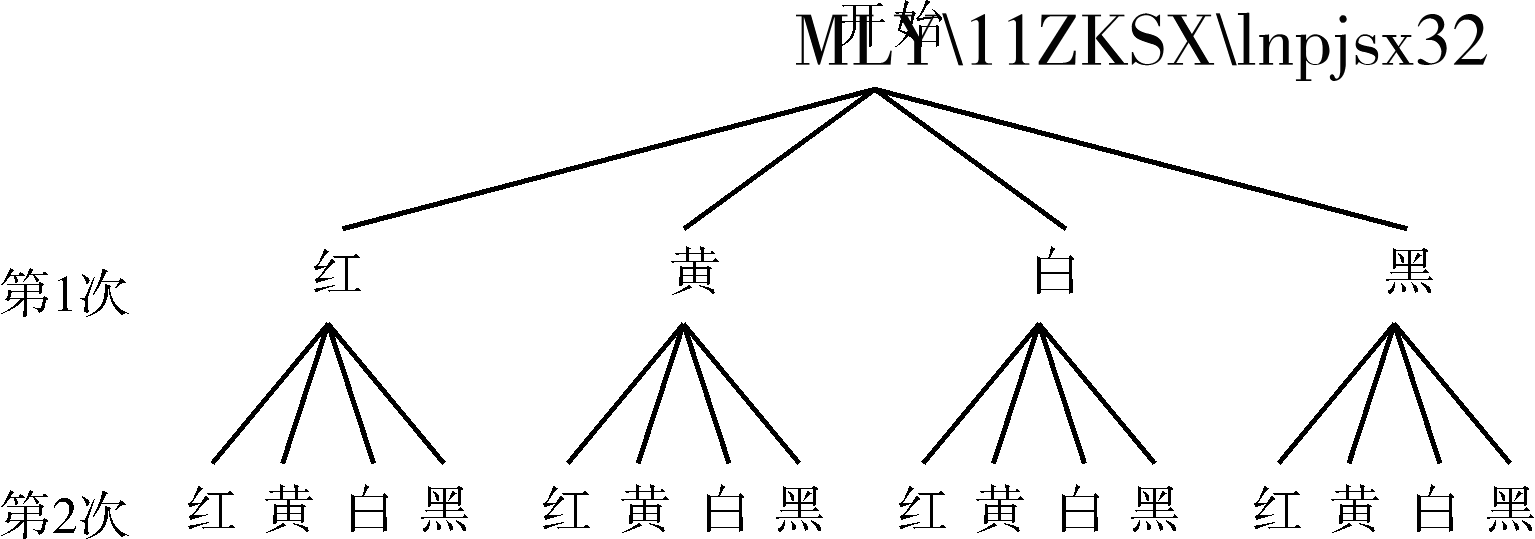 开始
MLY\11ZKSX\lnpjsx32
第1次 红 黄 白 黑
第2次 红 黄 白 黑 红 黄 白 黑 红 黄 白 黑 红 黄 白 黑